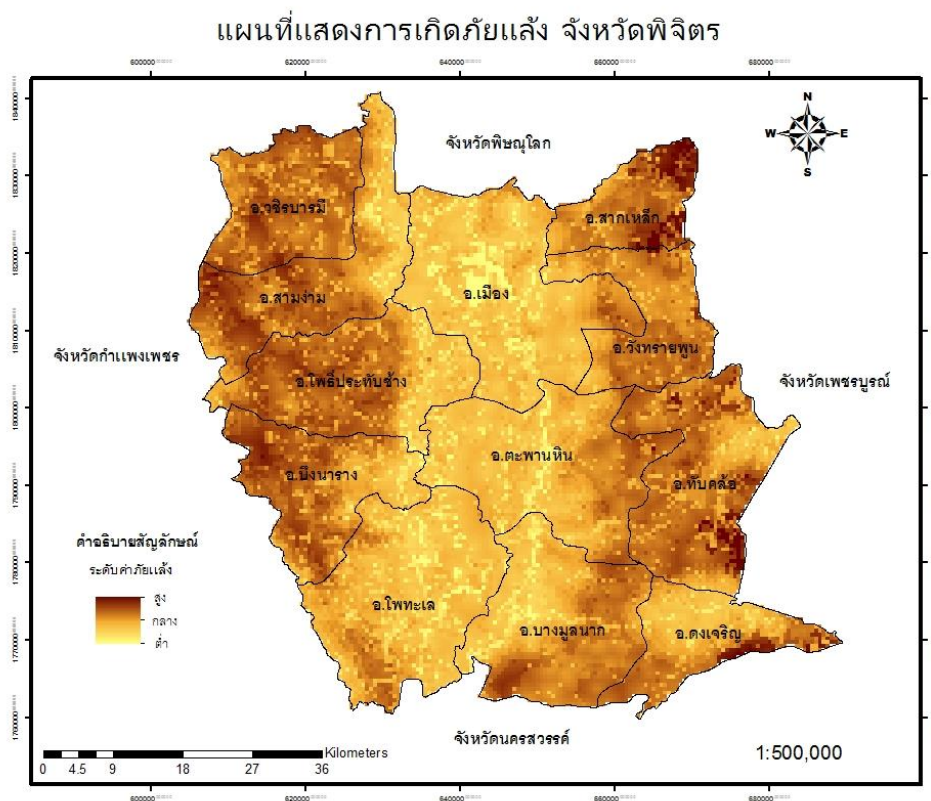 แผนที่แสดงการเกิดภัยแล้ง จังหวัดพิจิตร
600000 620000 640000 660000 680000
1840000
1830000
1820000
1810000
1800000
1790000
1780000
1770000
1760000
N
W E
S
จังหวัดพิษณุโลก
อ.วชิรบารมี
อ.สากเหล็ก
อ.สามง่าม
อ.เมือง
จังหวัดกำแพงเพชร
อ.วังทรายพูน
อ.โพธิ์ประทับช้าง
จังหวัดเพชรบูรณ์
อ.ตะพานหิน
อ.บึงนาราง
อ.ทับคล้อ
คำอธิบายสัญลักษณ์
ระดับค่าภัยแล้ง
สูง
กลาง
ต่ำ
อ.โพทะเล
อ.บางมูลนาก
อ.ดงเจริญ
จังหวัดนครสวรรค์
Kilometers
0 4.5 9 18 27 36
1:500,000
600000 620000 640000 660000 680000